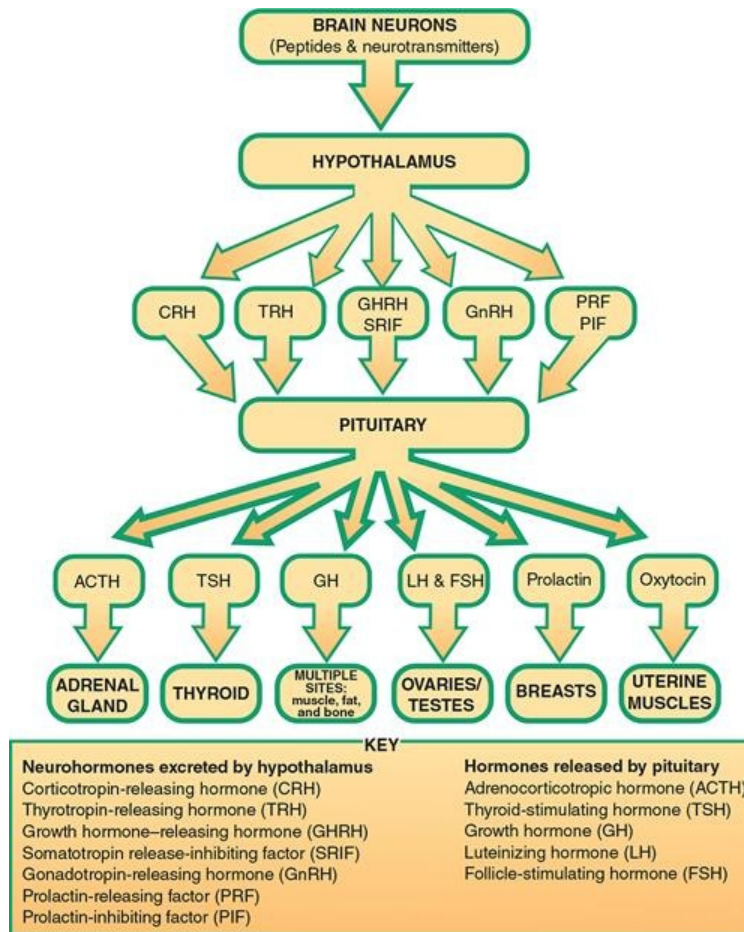 BRAIN NEURONS
(Peptides & neurotransmitters)
HYPOTHALAMUS
CRH
TRH
GHRH
SRIF
GnRH
PRF
PIF
PITUITARY
ACTH
TSH
GH
LH & FSH
Prolactin
Oxytocin
ADRENAL
GLAND
THYROID
MULTIPLE
SITES:
muscle, fat,
and bone
OVARIES/
TESTES
BREASTS
UTERINE
MUSCLES
KEY
Neurohormones excreted by hypothalamus
Corticotropin-releasing hormone (CRH)
Thyrotropin-releasing hormone (TRH)
Growth hormone–releasing hormone (GHRH)
Somatotropin release-inhibiting factor (SRIF)
Gonadotropin-releasing hormone (GnRH)
Prolactin-releasing factor (PRF)
Prolactin-inhibiting factor (PIF)
Hormones released by pituitary
Adrenocorticotropic hormone (ACTH)
Thyroid-stimulating hormone (TSH)
Growth hormone (GH)
Luteinizing hormone (LH)
Follicle-stimulating hormone (FSH)